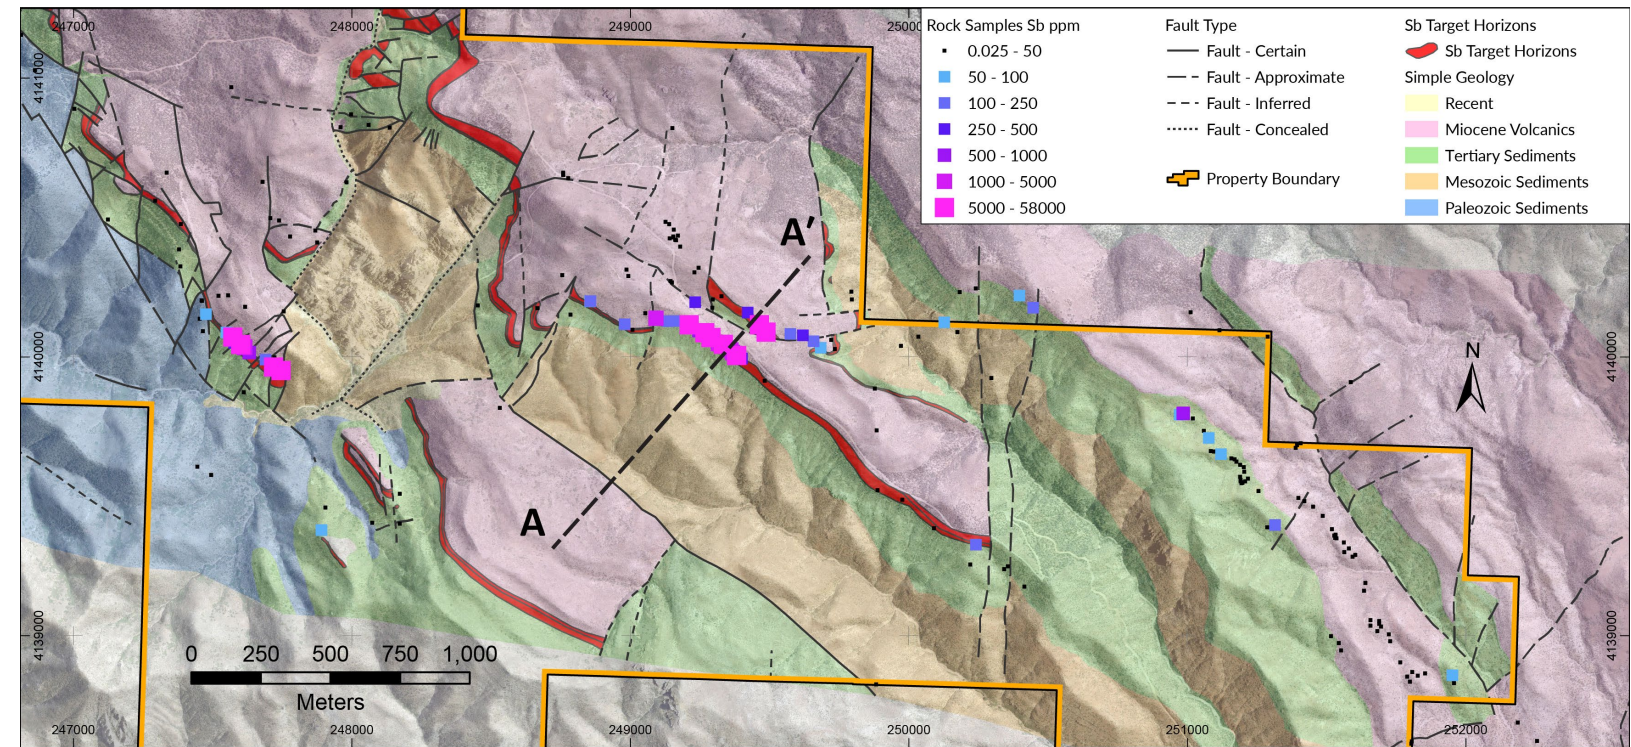 247000 248000 249000 250000
Rock Samples Sb ppm
0.025 - 50
50 - 100
100 - 250
250 - 500
500 - 1000
1000 - 5000
5000 - 58000
Fault Type
Fault - Certain
Fault - Approximate
Fault - Inferred
Fault - Concealed
Property Boundary
Sb Target Horizons
Sb Target Horizons
Simple Geology
Recent
Miocene Volcanics
Tertiary Sediments
Mesozoic Sediments
Paleozoic Sediments
4141000
A'
4140000
4140000
N
A
4139000
4139000
0 250 500 750 1,000
Meters
247000 248000 249000 250000 251000 252000